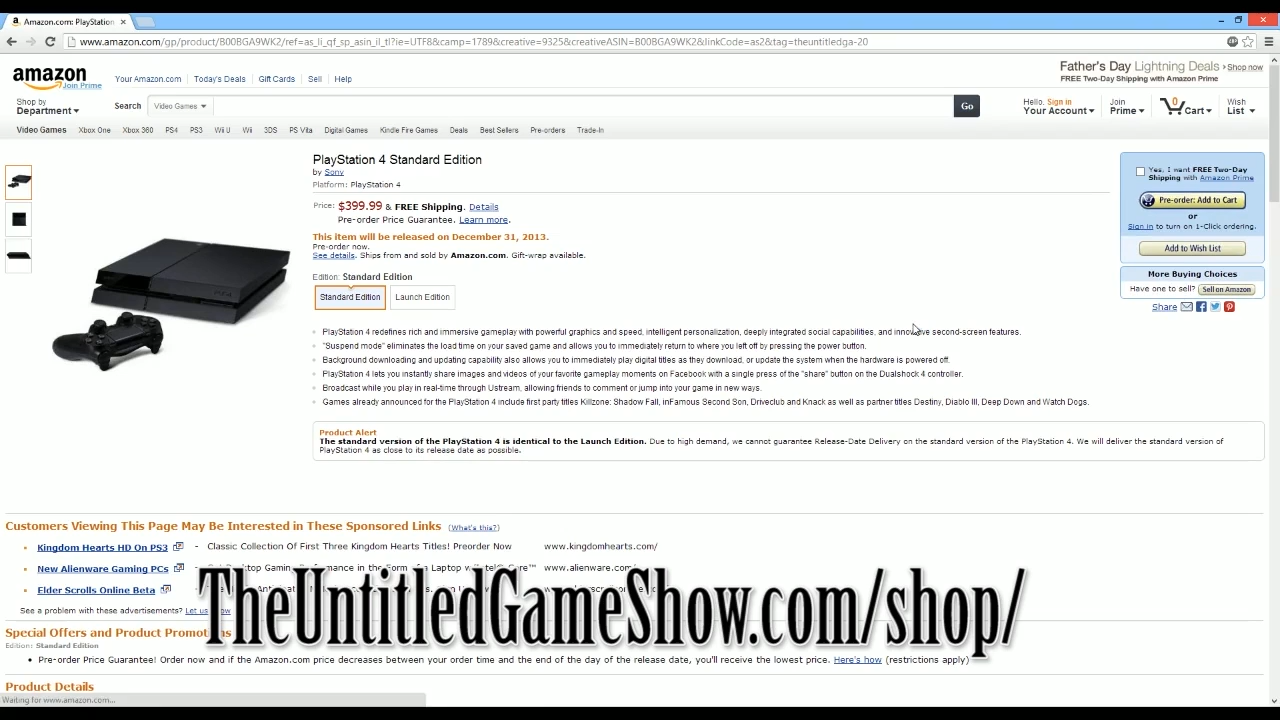 Amazon.com: PlayStation
www.amazon.com/gp/product/B00BGA9WK2/ref=as_li_qf_sp_asin_il_tl?ie=UTF8&camp=1789&creative=9325&creativeASIN=B00BGA9WK2&linkCode=as2&tag=theuntitledga-20
amazon
Join Prime
Your Amazon.com Today's Deals Gift Cards Sell Help
Father's Day Lightning Deals Shop now
FREE Two-Day Shipping with Amazon Prime
Shop by
Department
Search Video Games Go
Hello. Sign in
Your Account
Join
Prime
0
Cart
Wish
List
Video Games Xbox One Xbox 360 PS4 PS3 Wii U Wii 3DS PS Vita Digital Games Kindle Fire Games Deals Best Sellers Pre-orders Trade-In
PlayStation 4 Standard Edition
by Sony
Platform: PlayStation 4
Price: $399.99 & FREE Shipping. Details
Pre-order Price Guarantee. Learn more.
This item will be released on December 31, 2013.
Pre-order now.
See details. Ships from and sold by Amazon.com. Gift-wrap available.
Edition: Standard Edition
Standard Edition Launch Edition
PlayStation 4 redefines rich and immersive gameplay with powerful graphics and speed, intelligent personalization, deeply integrated social capabilities, and innovative second-screen features.
"Suspend mode" eliminates the load time on your saved game and allows you to immediately return to where you left off by pressing the power button.
Background downloading and updating capability also allows you to immediately play digital titles as they download, or update the system when the hardware is powered off.
PlayStation 4 lets you instantly share images and videos of your favorite gameplay moments on Facebook with a single press of the "share" button on the Dualshock 4 controller.
Broadcast while you play in real-time through Ustream, allowing friends to comment or jump into your game in new ways.
Games already announced for the PlayStation 4 include first party titles Killzone: Shadow Fall, inFamous Second Son, Driveclub and Knack as well as partner titles Destiny, Diablo III, Deep Down and Watch Dogs.
Product Alert
The standard version of the PlayStation 4 is identical to the Launch Edition. Due to high demand, we cannot guarantee Release-Date Delivery on the standard version of the PlayStation 4. We will deliver the standard version of
PlayStation 4 as close to its release date as possible.
Yes, I want FREE Two-Day
Shipping with Amazon Prime
Pre-order: Add to Cart
or
Sign in to turn on 1-Click ordering.
Add to Wish List
More Buying Choices
Have one to sell? Sell on Amazon
Share
Customers Viewing This Page May Be Interested in These Sponsored Links (What's this?)
Kingdom Hearts HD On PS3 - Classic Collection Of First Three Kingdom Hearts Titles! Preorder Now www.kingdomhearts.com/
New Alienware Gaming PCs - Desktop Gaming Performance in the Form of a Laptop www.alienware.com/
Elder Scrolls Online Beta
See a problem with these advertisements? Let us know
TheUntitledGameShow.com/shop/
Special Offers and Product Promotions
Edition: Standard Edition
Pre-order Price Guarantee! Order now and if the Amazon.com price decreases between your order time and the end of the day of the release date, you'll receive the lowest price. Here's how (restrictions apply)
Product Details
Waiting for www.amazon.com...